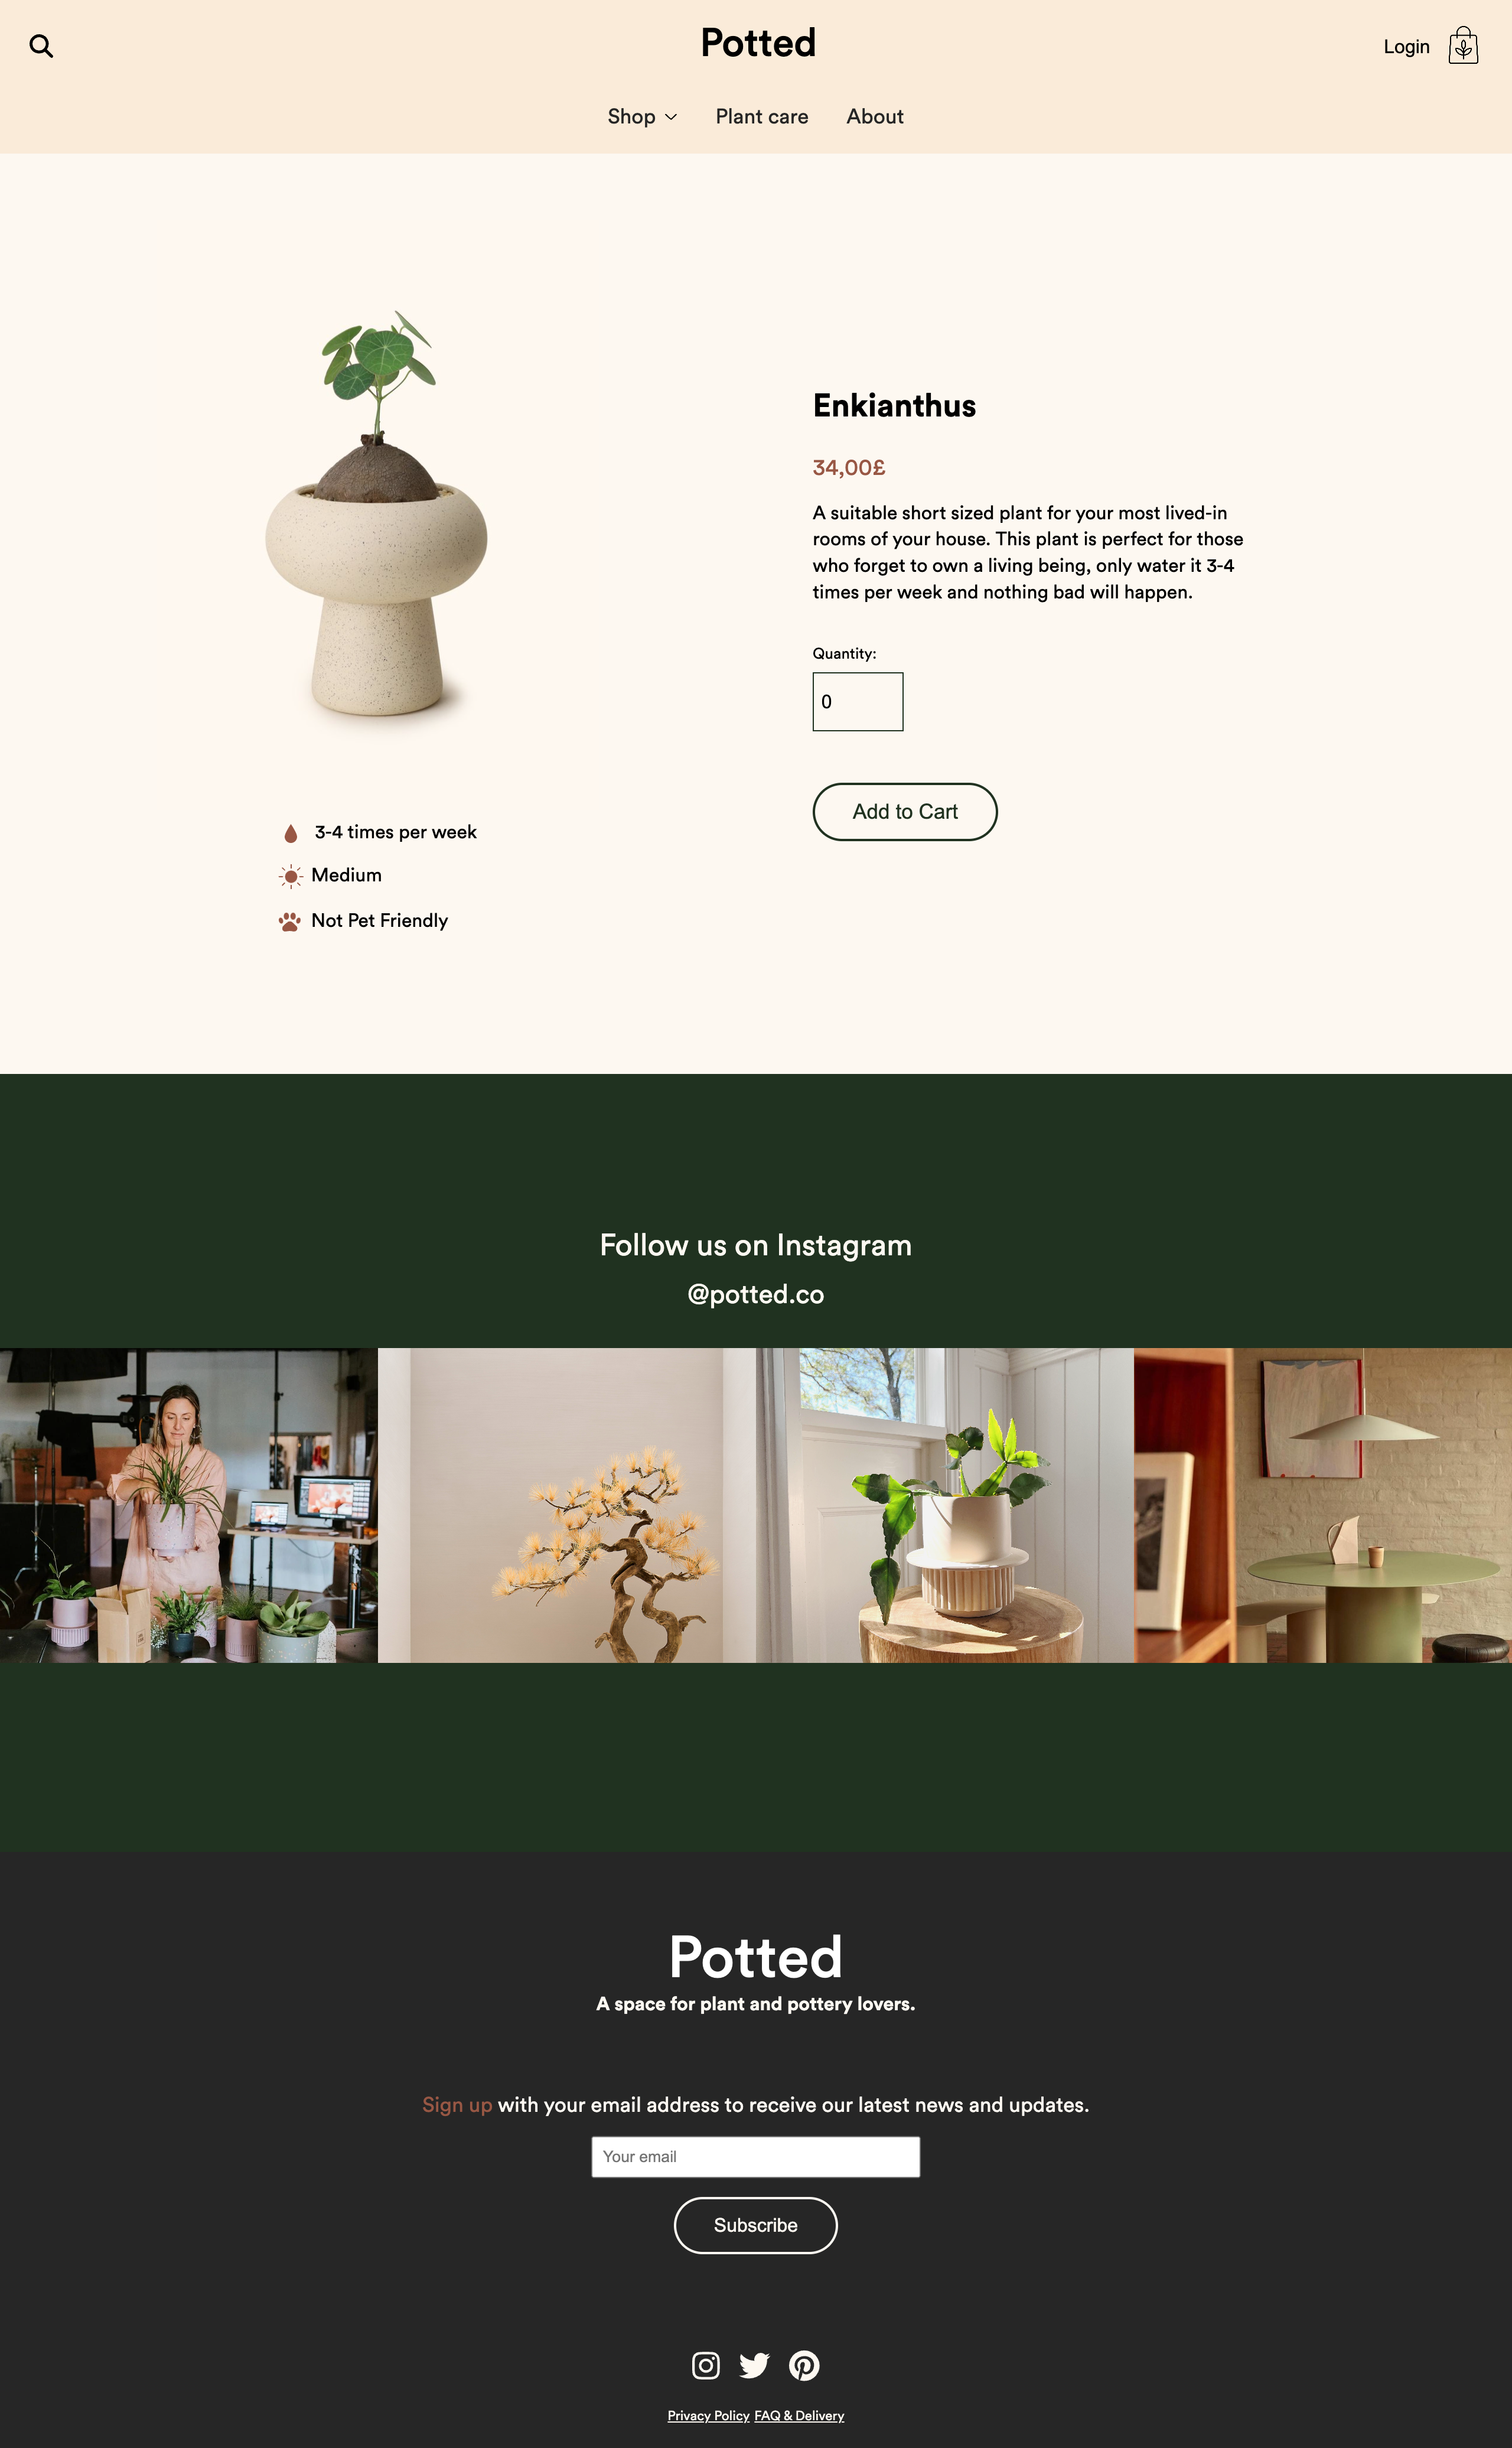 Potted
Login
Shop
Plant care
About
Enkianthus
34,00£
A suitable short sized plant for your most lived-in
rooms of your house. This plant is perfect for those
who forget to own a living being, only water it 3-4
times per week and nothing bad will happen.
Quantity:
0
Add to Cart
3-4 times per week
Medium
Not Pet Friendly
Follow us on Instagram
@potted.co
Potted
A space for plant and pottery lovers.
Sign up with your email address to receive our latest news and updates.
Your email
Subscribe
Privacy Policy FAQ & Delivery